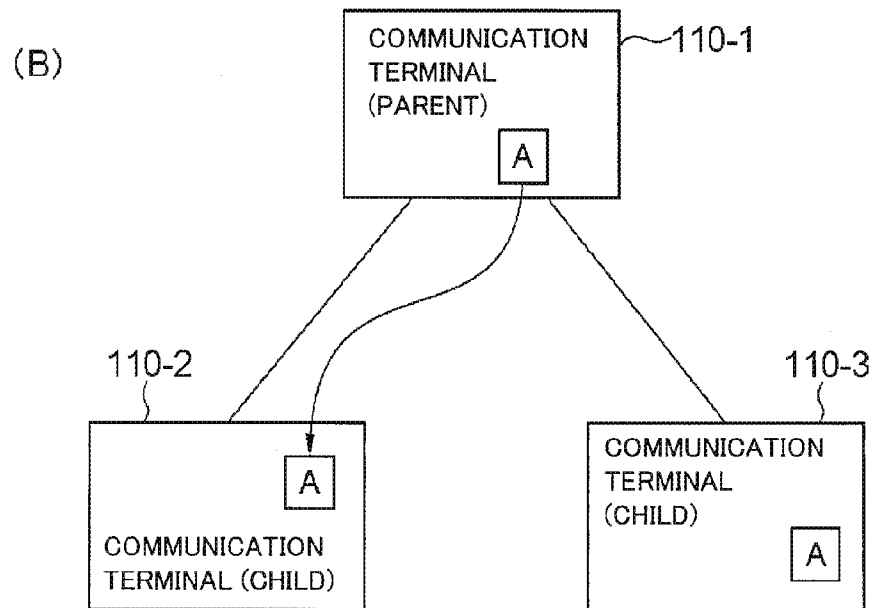 (B)
COMMUNICATION
TERMINAL
(PARENT)
A
110-1
110-2
A
COMMUNICATION
TERMINAL (CHILD)
110-3
COMMUNICATION
TERMINAL
(CHILD)
A